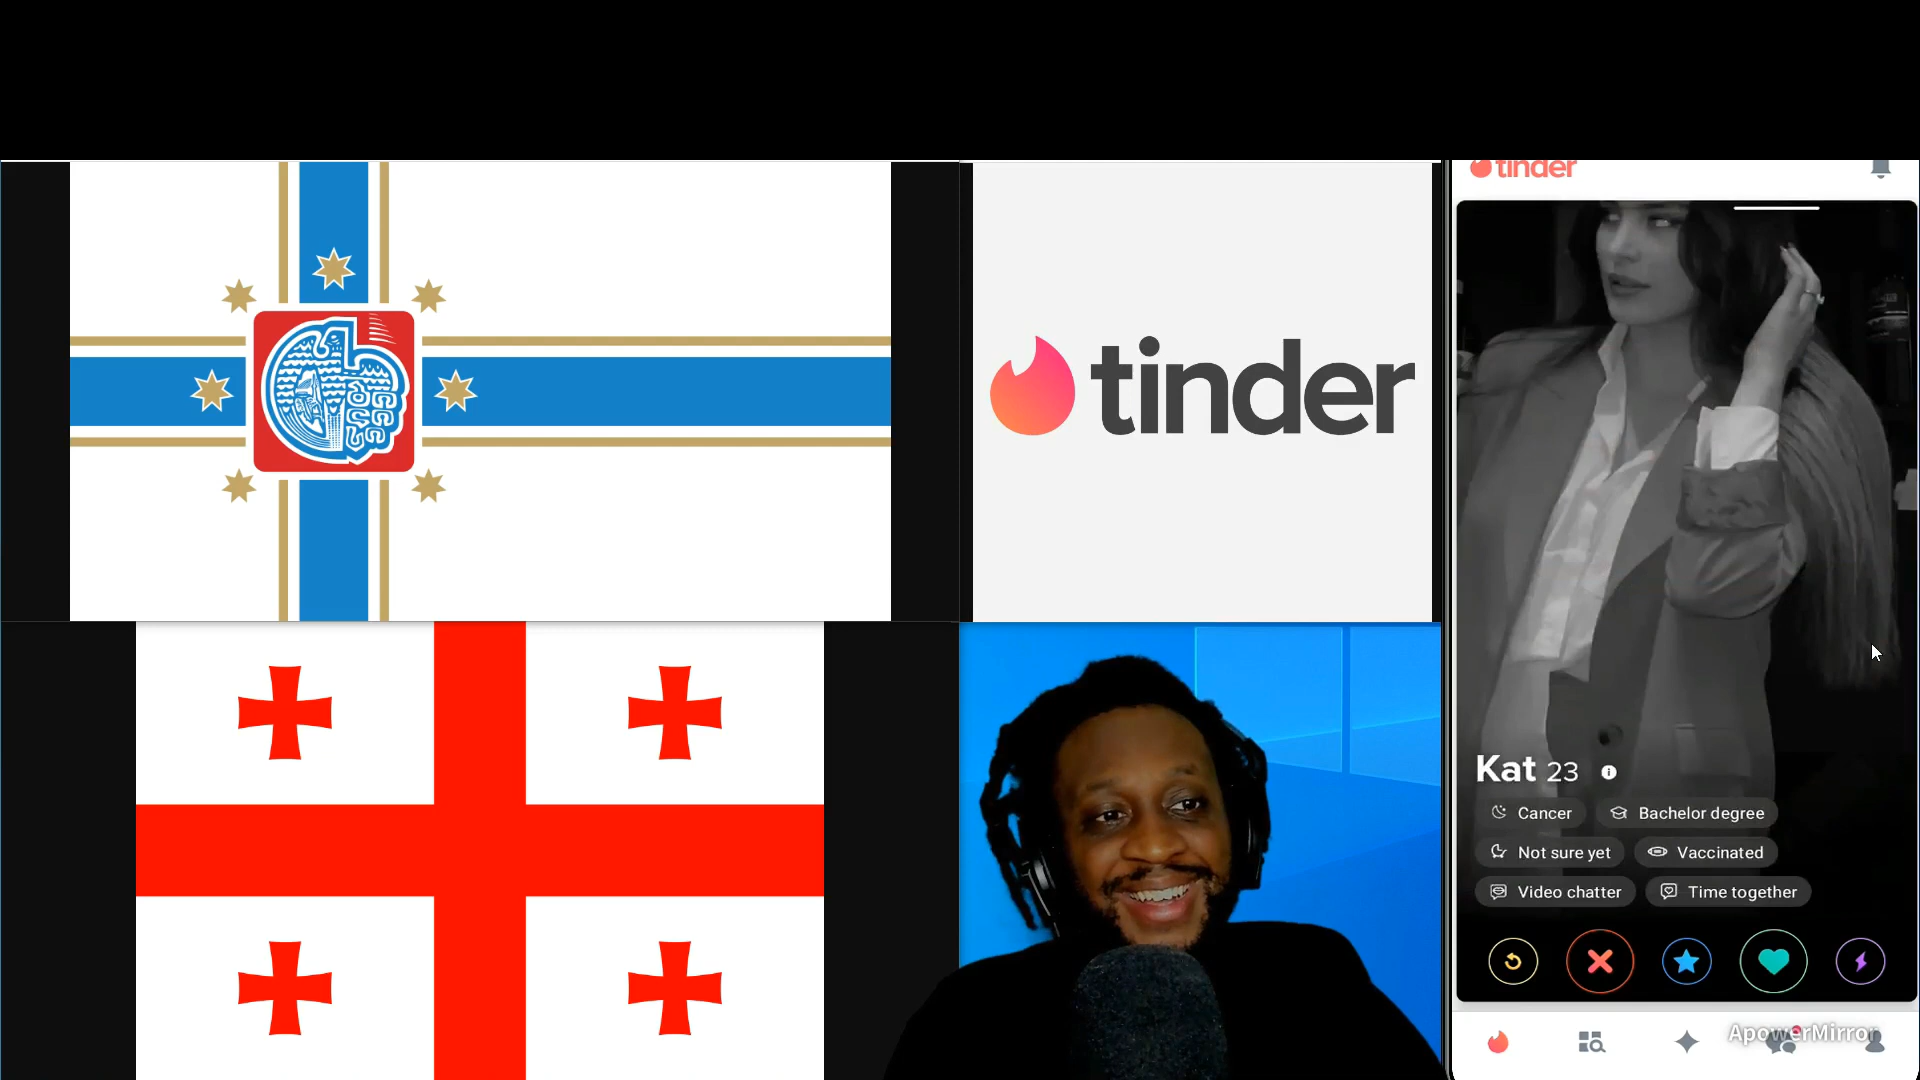 tinder
tinder
Kat 23
Cancer
Bachelor degree
Not sure yet
Vaccinated
Video chatter
Time together
ApowerMirror